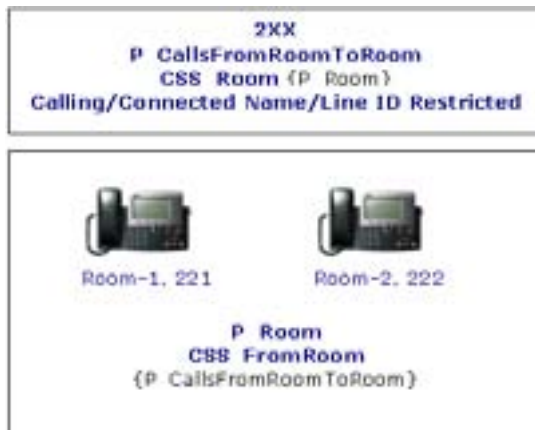 2XX
P CallsFromRoomToRoom
CSS Room {P Room}
Calling/Connected Name/Line ID Restricted
Room-1, 221
Room-2, 222
P Room
CSS FromRoom
{P CallsFromRoomToRoom}